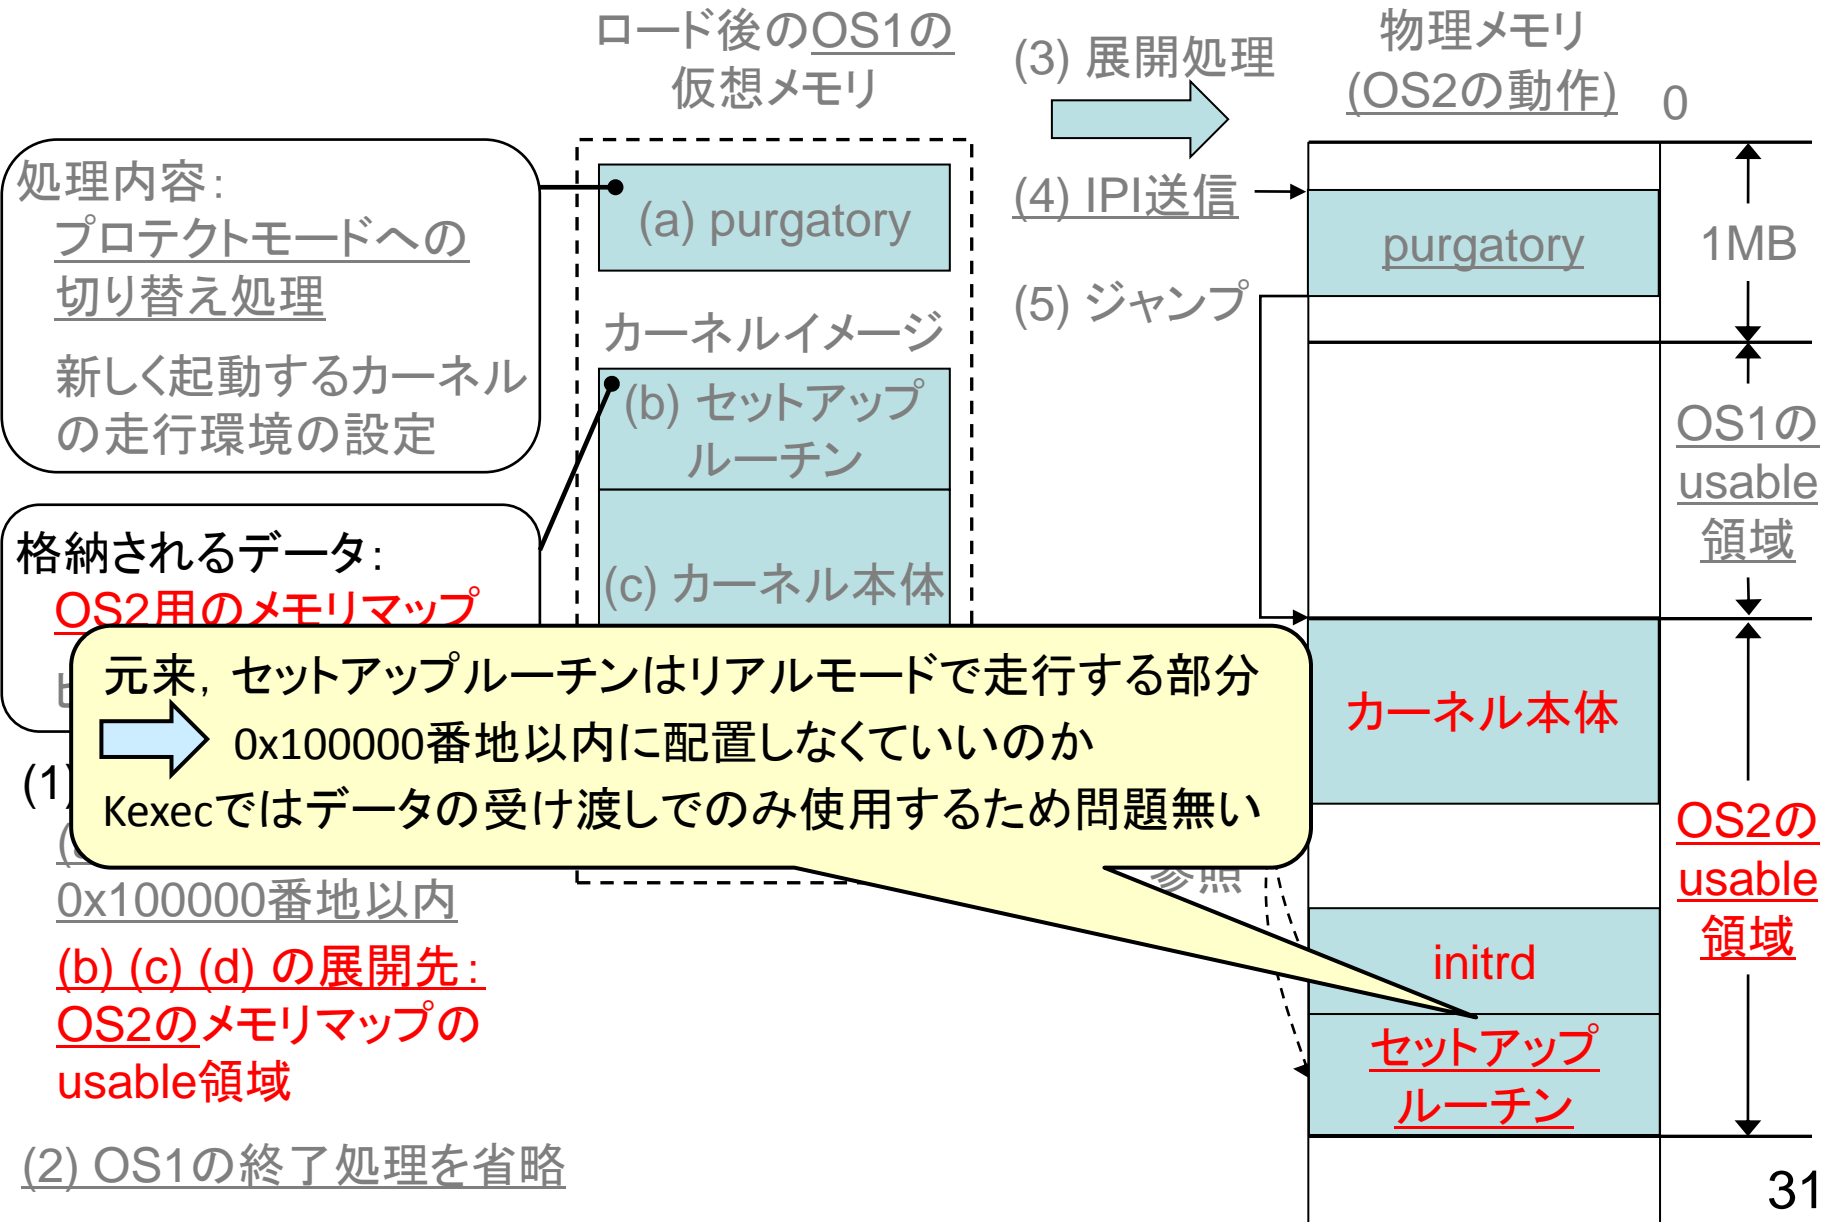 ロード後のOS1の
仮想メモリ
(3) 展開処理
物理メモリ
(OS2の動作)
0
処理内容：
プロテクトモードへの
切り替え処理
新しく起動するカーネル
の走行環境の設定
(a) purgatory
カーネルイメージ
(b) セットアップ
ルーチン
(c) カーネル本体
(4) IPI送信
(5) ジャンプ
purgatory
1MB
OS1の
usable
領域
格納されるデータ：
OS2用のメモリマップ
元来，セットアップルーチンはリアルモードで走行する部分
0x100000番地以内に配置しなくていいのか
Kexecではデータの受け渡しでのみ使用するため問題無い
カーネル本体
(1)
参照
0x100000番地以内
(b) (c) (d) の展開先：
OS2のメモリマップの
usable領域
(2) OS1の終了処理を省略
initrd
セットアップ
ルーチン
OS2の
usable
領域
31